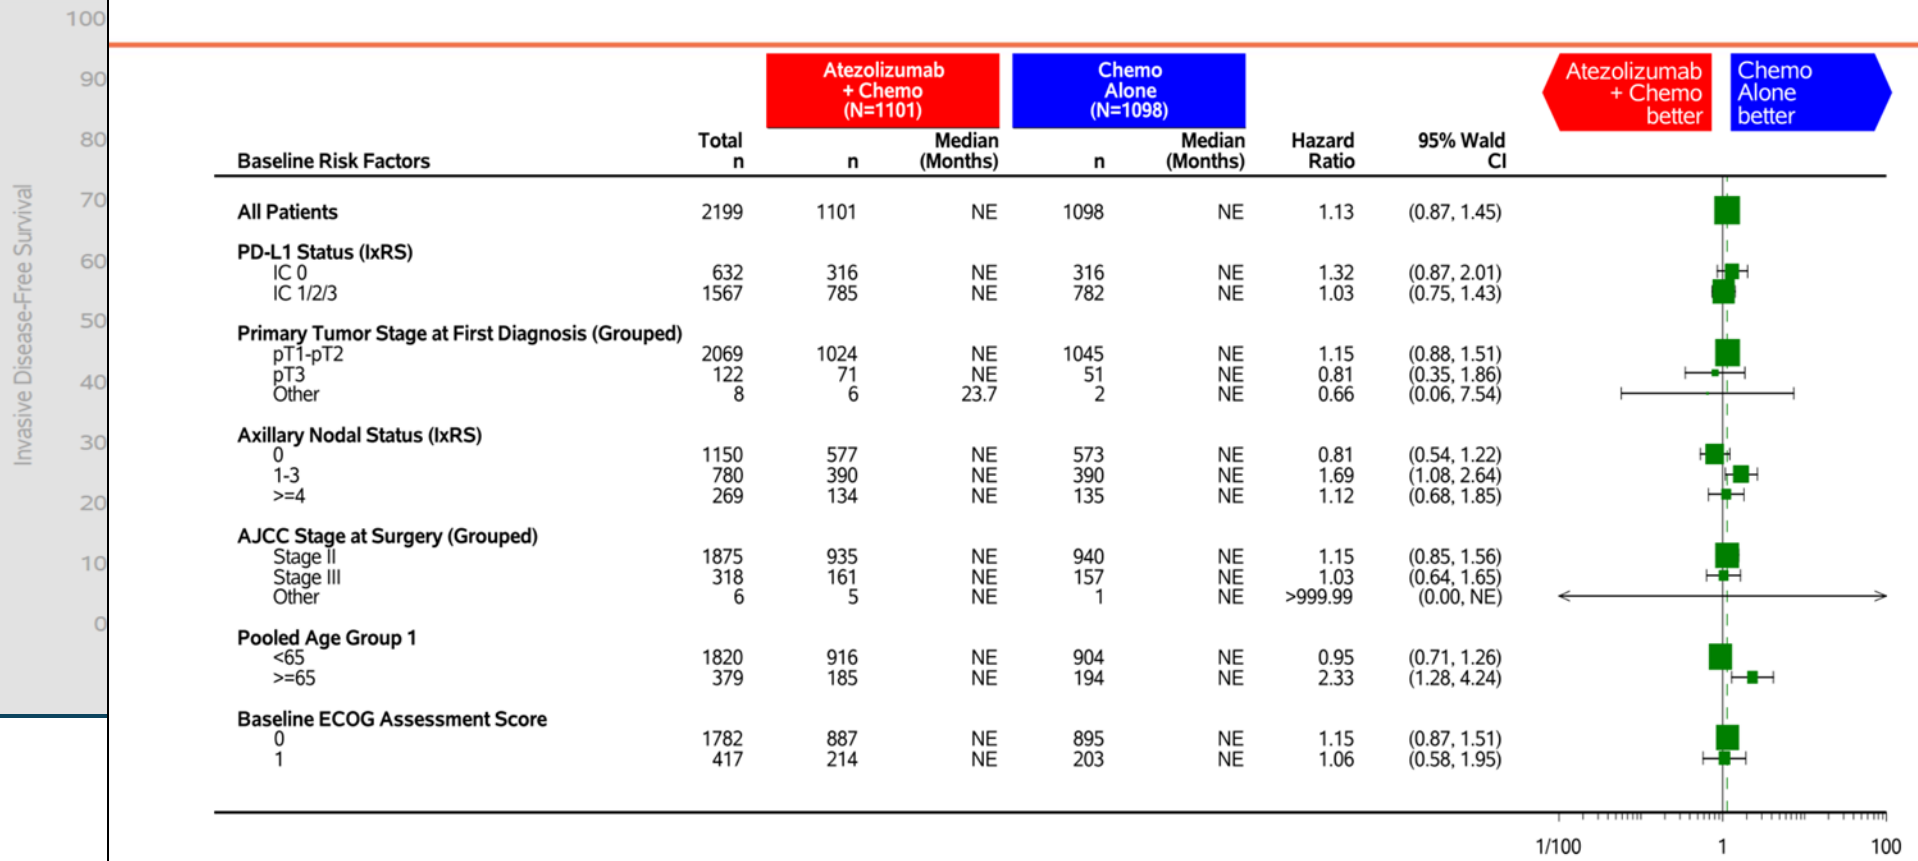 100
90
80
70
60
50
40
30
20
10
0
Invasive Disease-Free Survival
Atezolizumab
+ Chemo
(N=1101)
Chemo
Alone
(N=1098)
Atezolizumab
+ Chemo
better
Chemo
Alone
better
Total Median Median Hazard 95% Wald
Baseline Risk Factors n n (Months) n (Months) Ratio CI
All Patients 2199 1101 NE 1098 NE 1.13 (0.87, 1.45)
PD-L1 Status (IxRS)
IC 0 632 316 NE 316 NE 1.32 (0.87, 2.01)
IC 1/2/3 1567 785 NE 782 NE 1.03 (0.75, 1.43)
Primary Tumor Stage at First Diagnosis (Grouped)
pT1-pT2 2069 1024 NE 1045 NE 1.15 (0.88, 1.51)
pT3 122 71 NE 51 NE 0.81 (0.35, 1.86)
Other 8 6 23.7 2 NE 0.66 (0.06, 7.54)
Axillary Nodal Status (IxRS)
0 1150 577 NE 573 NE 0.81 (0.54, 1.22)
1-3 780 390 NE 390 NE 1.69 (1.08, 2.64)
>=4 269 134 NE 135 NE 1.12 (0.68, 1.85)
AJCC Stage at Surgery (Grouped)
Stage II 1875 935 NE 940 NE 1.15 (0.85, 1.56)
Stage III 318 161 NE 157 NE 1.03 (0.64, 1.65)
Other 6 5 NE 1 NE >999.99 (0.00, NE)
Pooled Age Group 1
<65 1820 916 NE 904 NE 0.95 (0.71, 1.26)
>=65 379 185 NE 194 NE 2.33 (1.28, 4.24)
Baseline ECOG Assessment Score
0 1782 887 NE 895 NE 1.15 (0.87, 1.51)
1 417 214 NE 203 NE 1.06 (0.58, 1.95)
1/100 1 100